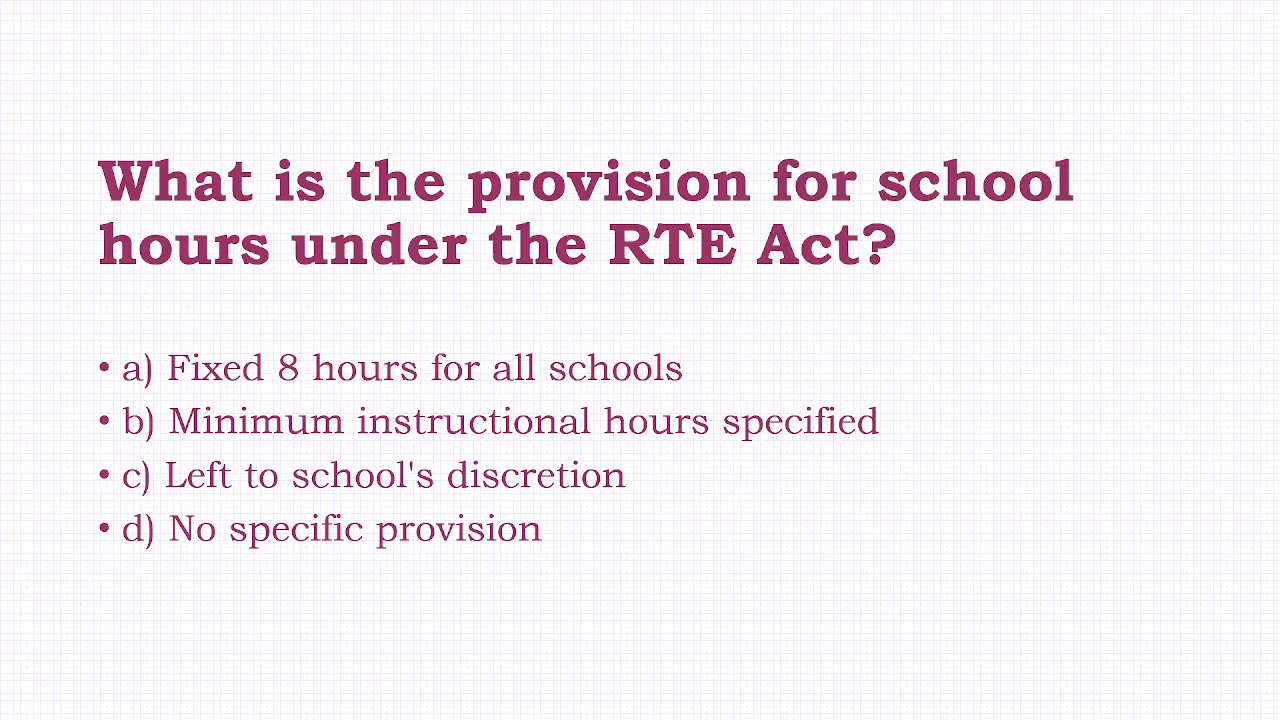 What is the provision for school
hours under the RTE Act?
• a) Fixed 8 hours for all schools
• b) Minimum instructional hours specified
• c) Left to school's discretion
• d) No specific provision